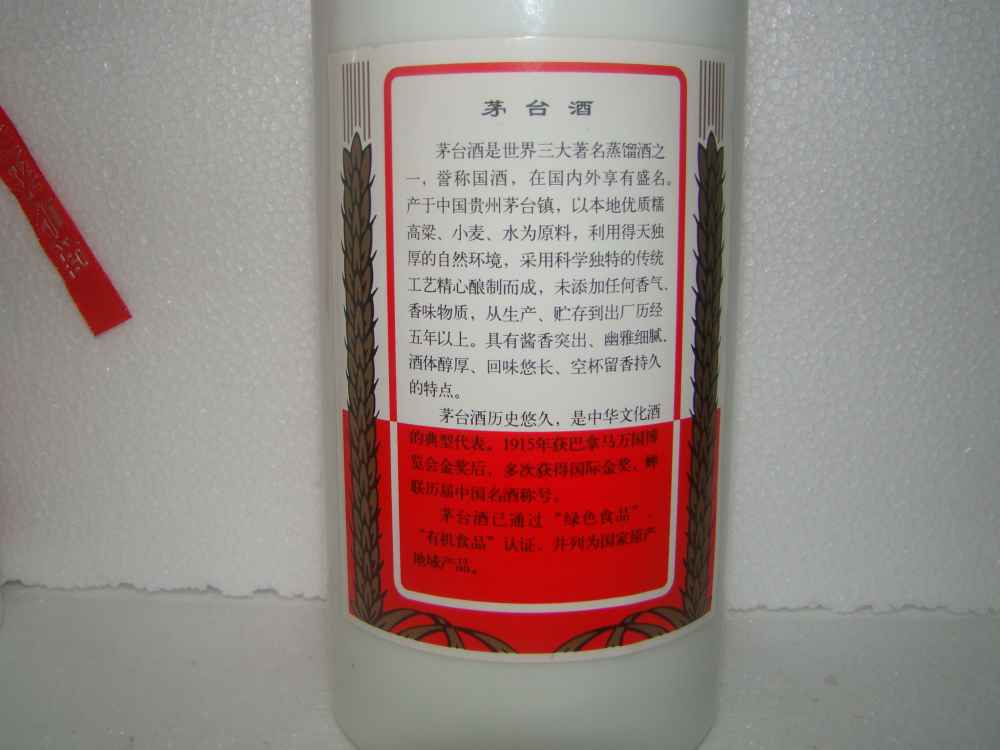 茅台酒
茅台酒是世界三大著名蒸馏酒之
一，誉称国酒，在国内外享有盛名。
产于中国贵州茅台镇，以本地优质糯
高粱、小麦、水为原料，利用得天独
厚的自然环境，采用科学独特的传统
工艺精心酿制而成，未添加任何香气、
香味物质，从生产、贮存到出厂历经
五年以上。具有酱香突出、幽雅细腻、
酒体醇厚、回味悠长、空杯留香持久
的特点。
茅台酒历史悠久，是中华文化酒
的典型代表。1915年获巴拿马万国博
览会金奖后，多次获得国际金奖，蝉
联历届中国名酒称号。
茅台酒已通过“绿色食品”、
“有机食品”认证，并列为国家原产
地域产